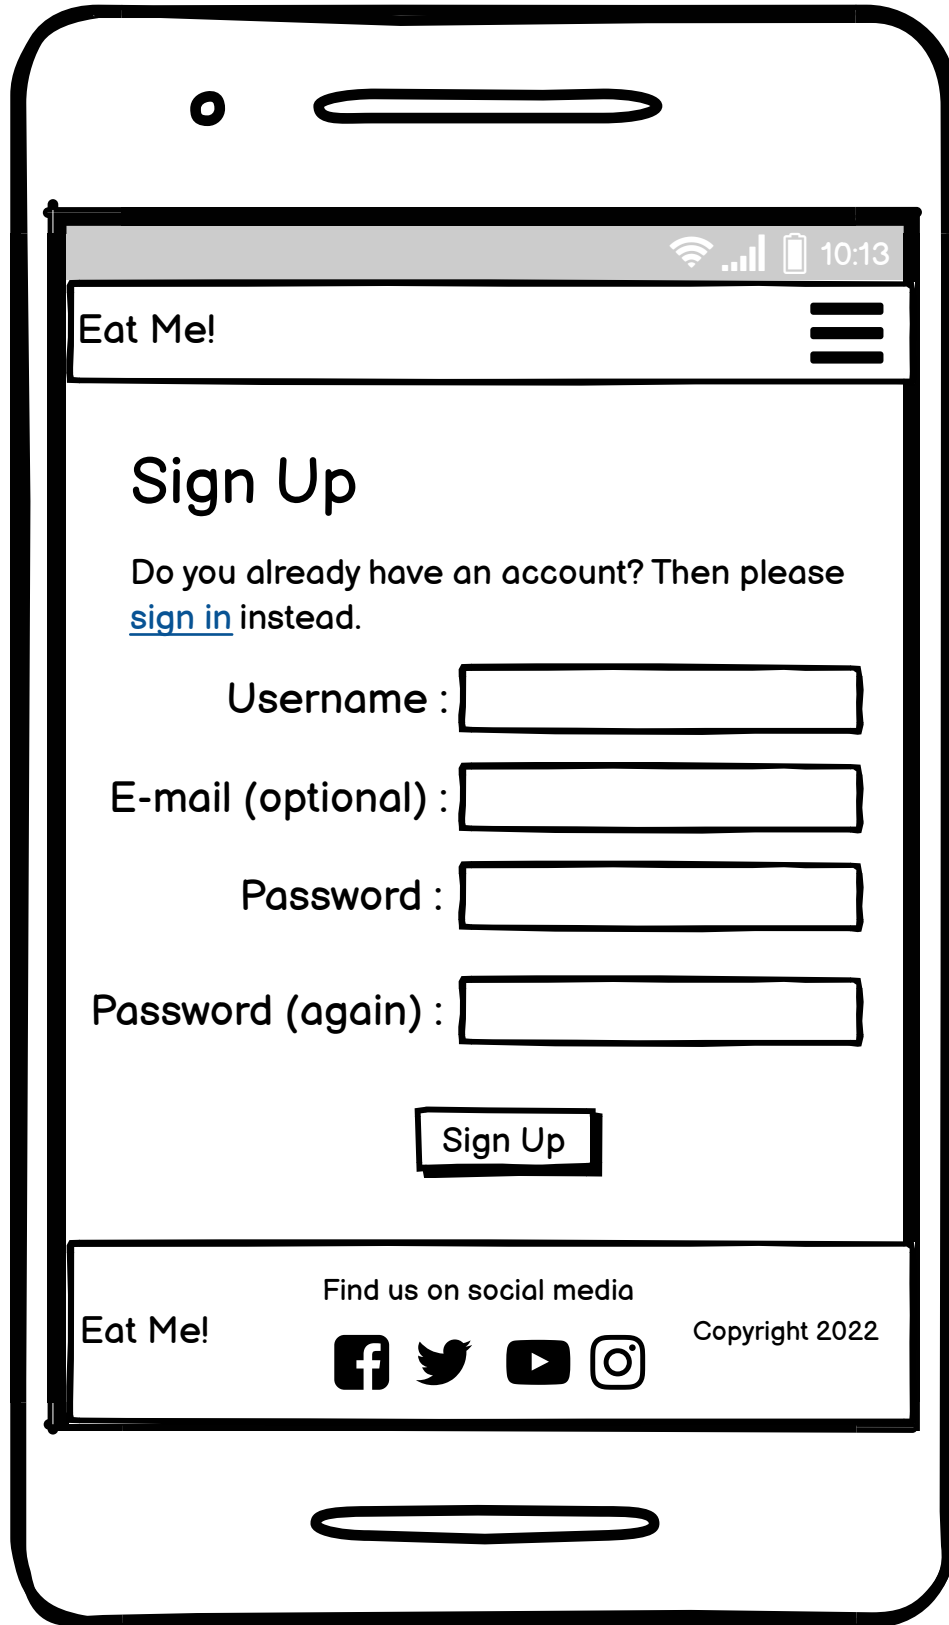 10:13
Eat Me!
Sign Up
Do you already have an account? Then please
sign in instead.
Username :
E-mail (optional) :
Password :
Password (again) :
Sign Up
Find us on social media
Eat Me!
Copyright 2022